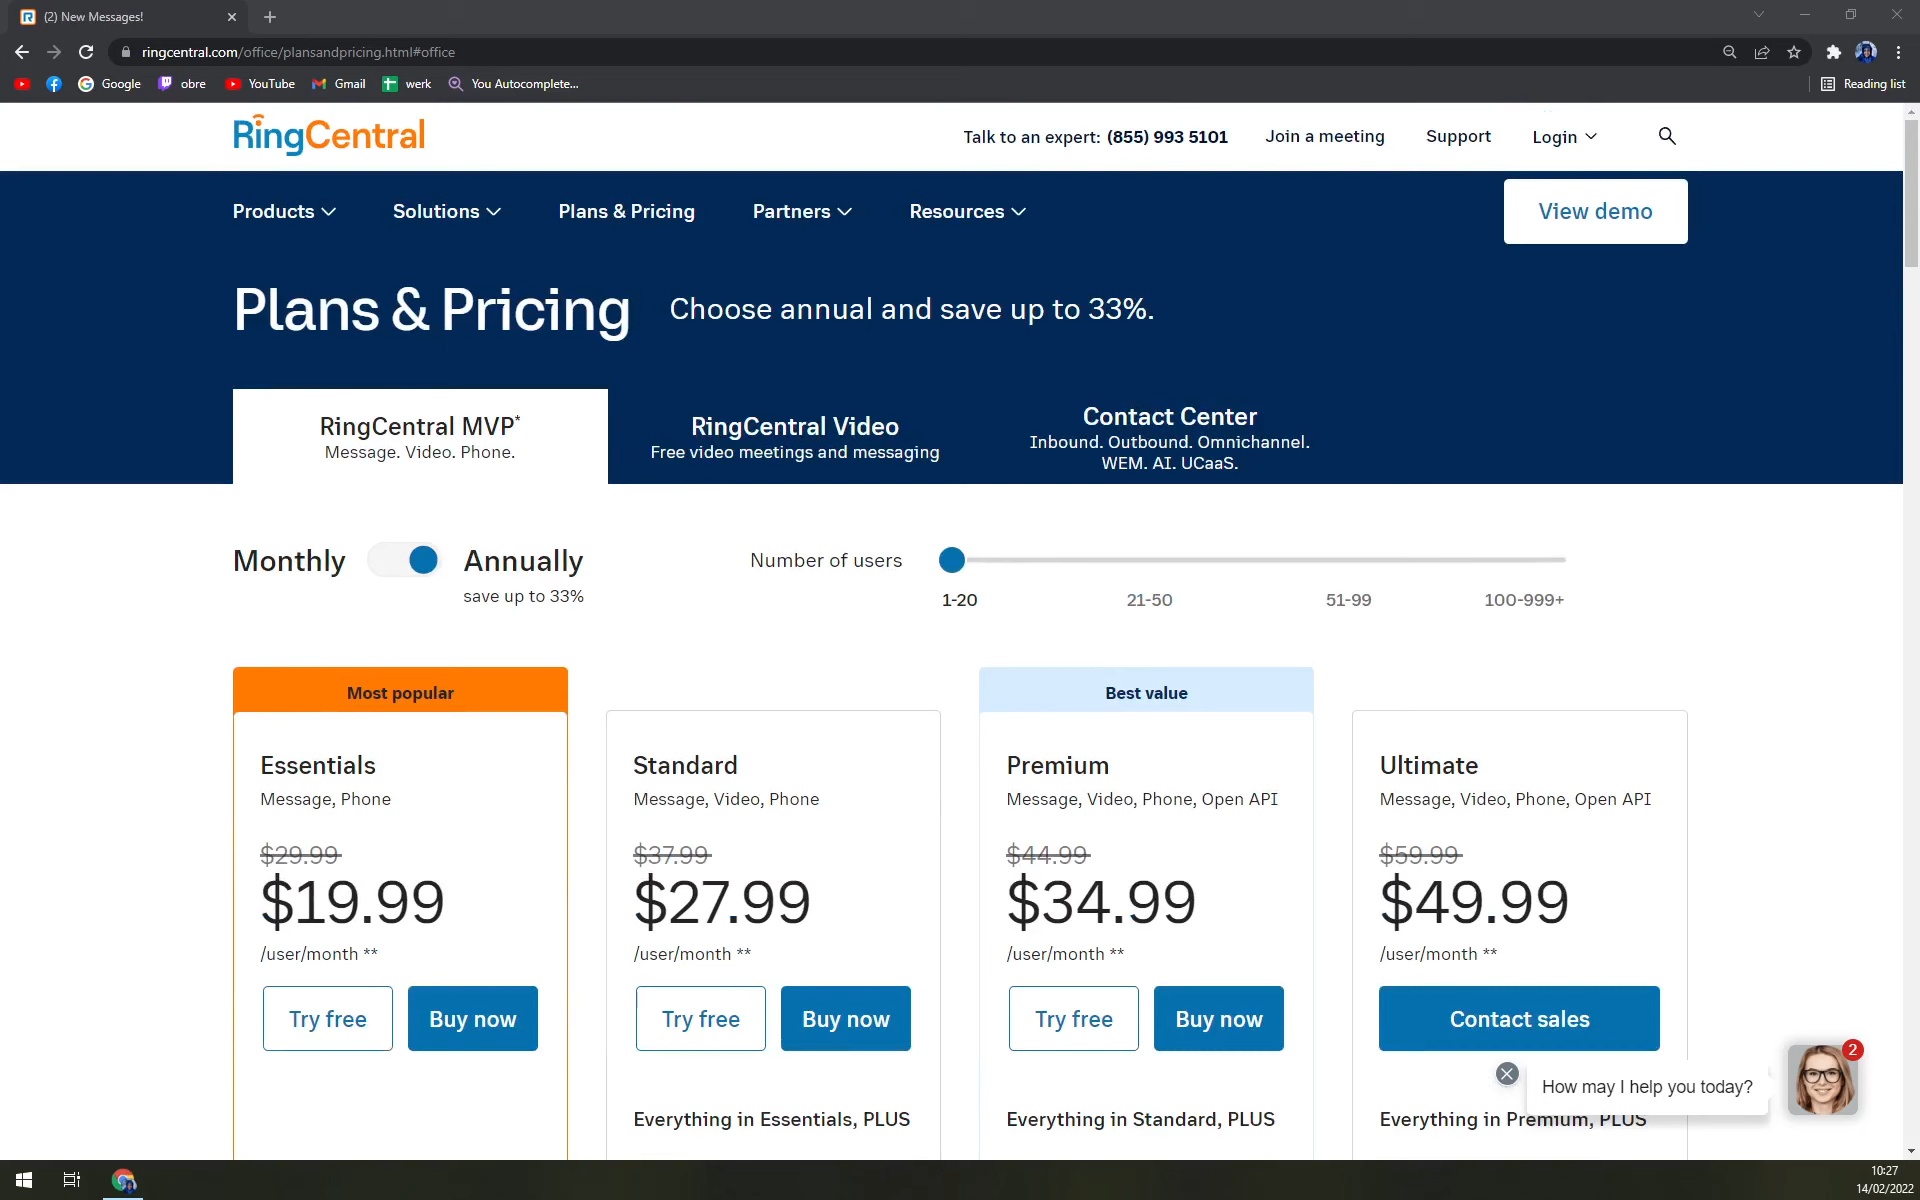 (2) New Messages!
ringcentral.com/office/plansandpricing.html#office
Google
obre
YouTube
Gmail
werk
You Autocomplete...
Reading list
RingCentral
Talk to an expert: (855) 993 5101
Join a meeting
Support
Login
Products
Solutions
Plans & Pricing
Partners
Resources
View demo
Plans & Pricing
Choose annual and save up to 33%.
RingCentral MVP*
Message. Video. Phone.
RingCentral Video
Free video meetings and messaging
Contact Center
Inbound. Outbound. Omnichannel.
WEM. AI. UCaaS.
Monthly
Annually
save up to 33%
Number of users
1-20
21-50
51-99
100-999+
Most popular
Essentials
Message, Phone
$29.99
$19.99
/user/month **
Try free
Buy now
Standard
Message, Video, Phone
$37.99
$27.99
/user/month **
Try free
Buy now
Everything in Essentials, PLUS
Best value
Premium
Message, Video, Phone, Open API
$44.99
$34.99
/user/month **
Try free
Buy now
Everything in Standard, PLUS
Ultimate
Message, Video, Phone, Open API
$59.99
$49.99
/user/month **
Contact sales
Everything in Premium, PLUS
How may I help you today?
2
10:27
14/02/2022